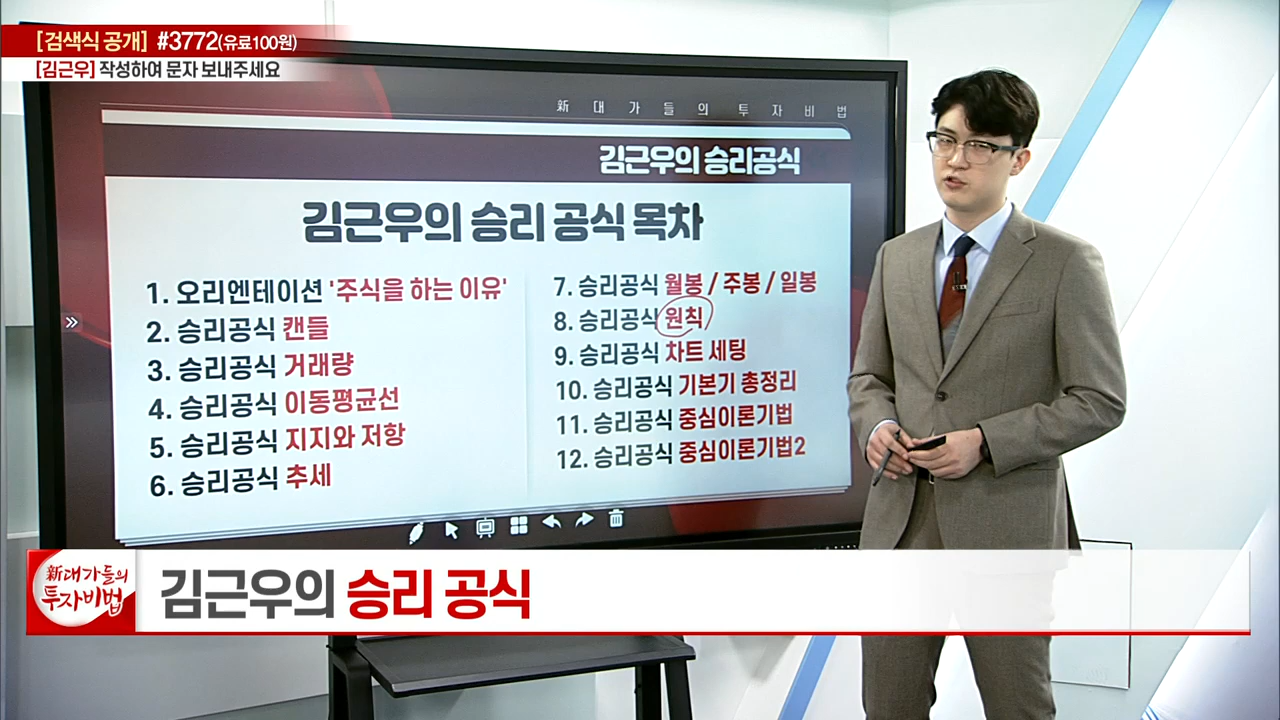 [검색식 공개] #3772(유료100원)
[김근우] 작성하여 문자 보내주세요
新 대가들의 투자비법
김근우의 승리공식
김근우의 승리 공식 목차
1. 오리엔테이션 '주식을 하는 이유'
2. 승리공식 캔들
3. 승리공식 거래량
4. 승리공식 이동평균선
5. 승리공식 지지와 저항
6. 승리공식 추세
7. 승리공식 월봉 / 주봉 / 일봉
8. 승리공식 원칙
9. 승리공식 차트 세팅
10. 승리공식 기본기 총정리
11. 승리공식 중심이론기법
12. 승리공식 중심이론기법2
新대가들의
투자비법
김근우의 승리 공식